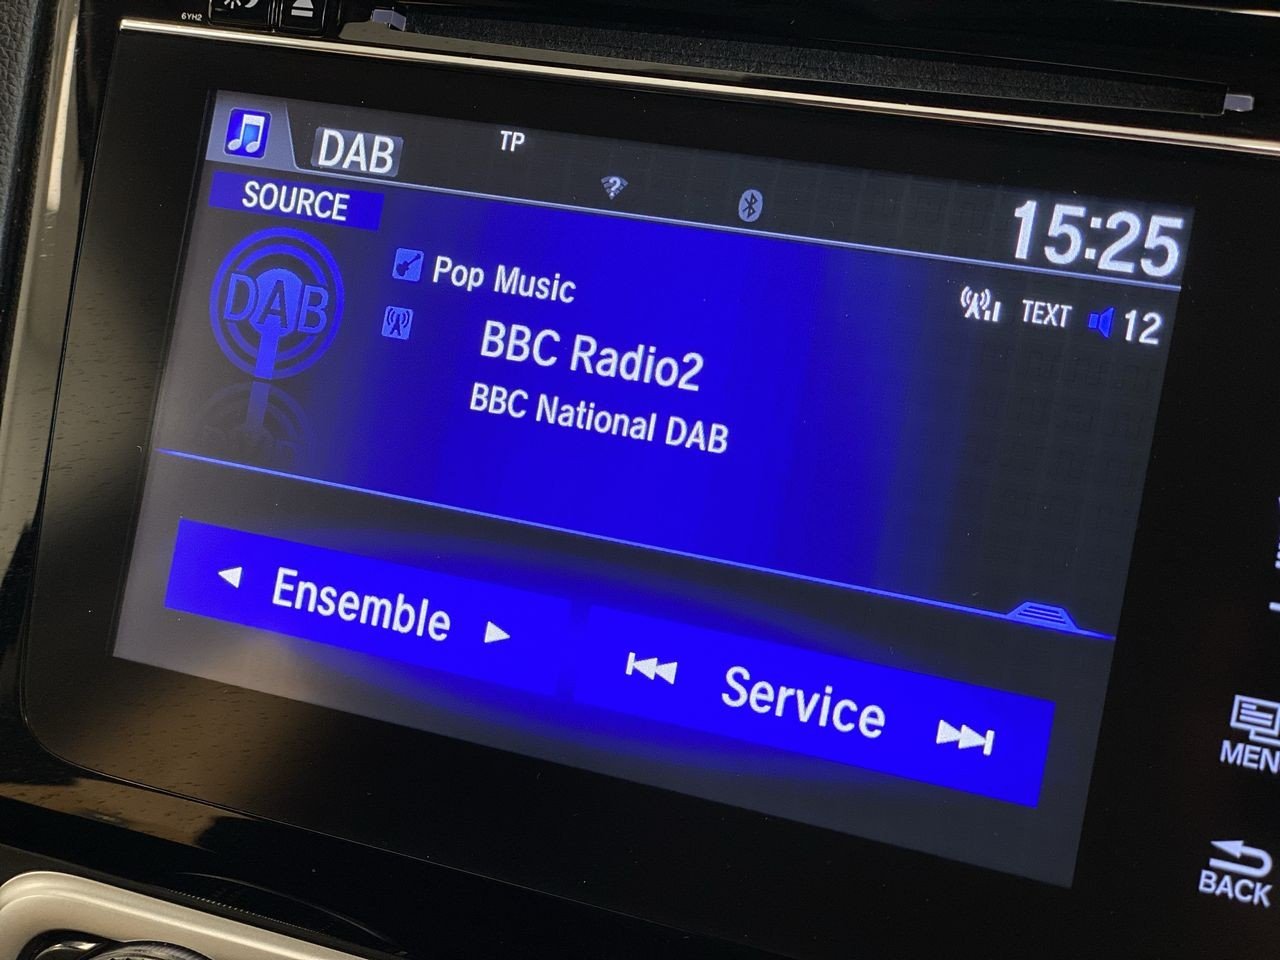 6YH2
DAB
TP
15:25
SOURCE
DAB
Pop Music
TEXT
12
BBC Radio2
BBC National DAB
Ensemble
Service
MEN
BACK